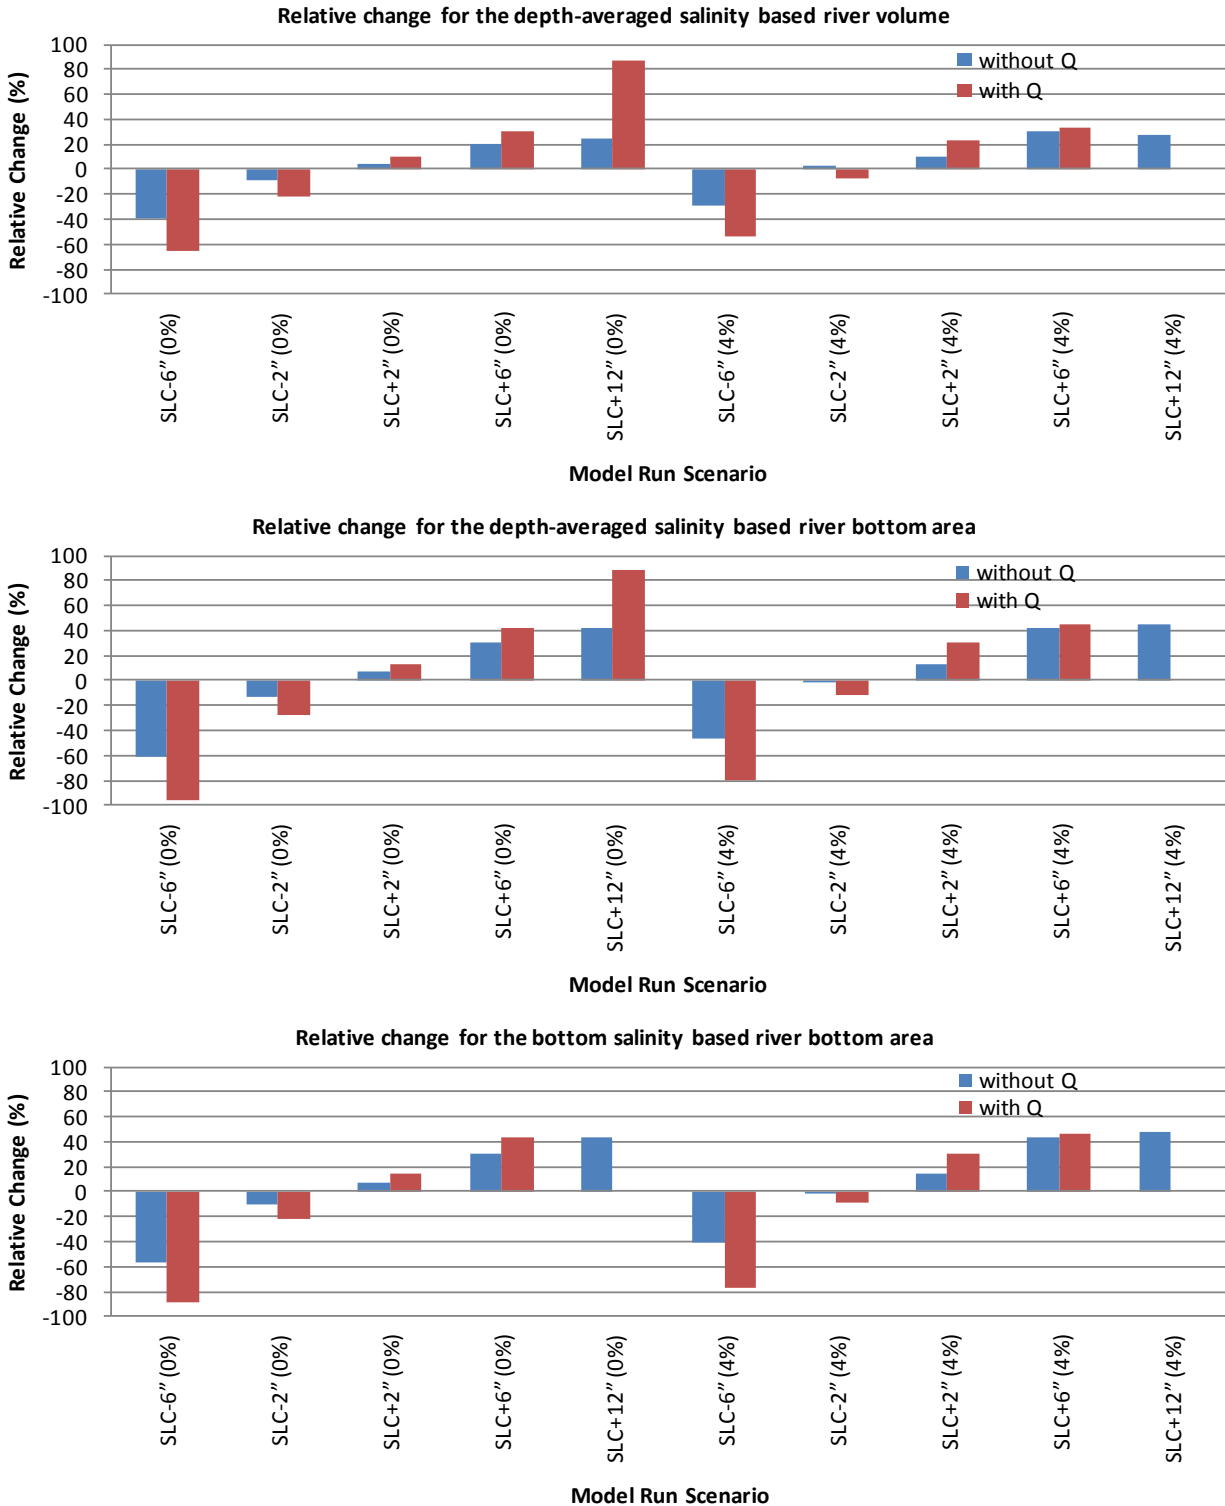 Relative change for the depth-averaged salinity based river volume
Relative Change (%)
100
80
60
40
20
0
-20
-40
-60
-80
-100
without Q
with Q
SLC-6” (0%)
SLC-2” (0%)
SLC+2” (0%)
SLC+6” (0%)
SLC+12” (0%)
SLC-6” (4%)
SLC-2” (4%)
SLC+2” (4%)
SLC+6” (4%)
SLC+12” (4%)
Model Run Scenario
Relative change for the depth-averaged salinity based river bottom area
Relative Change (%)
100
80
60
40
20
0
-20
-40
-60
-80
-100
without Q
with Q
SLC-6” (0%)
SLC-2” (0%)
SLC+2” (0%)
SLC+6” (0%)
SLC+12” (0%)
SLC-6” (4%)
SLC-2” (4%)
SLC+2” (4%)
SLC+6” (4%)
SLC+12” (4%)
Model Run Scenario
Relative change for the bottom salinity based river bottom area
Relative Change (%)
100
80
60
40
20
0
-20
-40
-60
-80
-100
without Q
with Q
SLC-6” (0%)
SLC-2” (0%)
SLC+2” (0%)
SLC+6” (0%)
SLC+12” (0%)
SLC-6” (4%)
SLC-2” (4%)
SLC+2” (4%)
SLC+6” (4%)
SLC+12” (4%)
Model Run Scenario